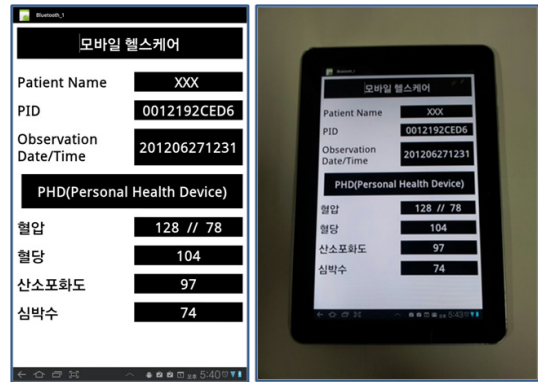 Bluetooth_1
모바일 헬스케어
Patient Name XXX
PID 0012192CED6
Observation
Date/Time 201206271231
PHD(Personal Health Device)
혈압 128 // 78
혈당 104
산소포화도 97
심박수 74
5:40
Bluetooth_1
모바일 헬스케어
Patient Name XXX
PID 0012192CED6
Observation
Date/Time 201206271231
PHD(Personal Health Device)
혈압 128 // 78
혈당 104
산소포화도 97
심박수 74
5:43